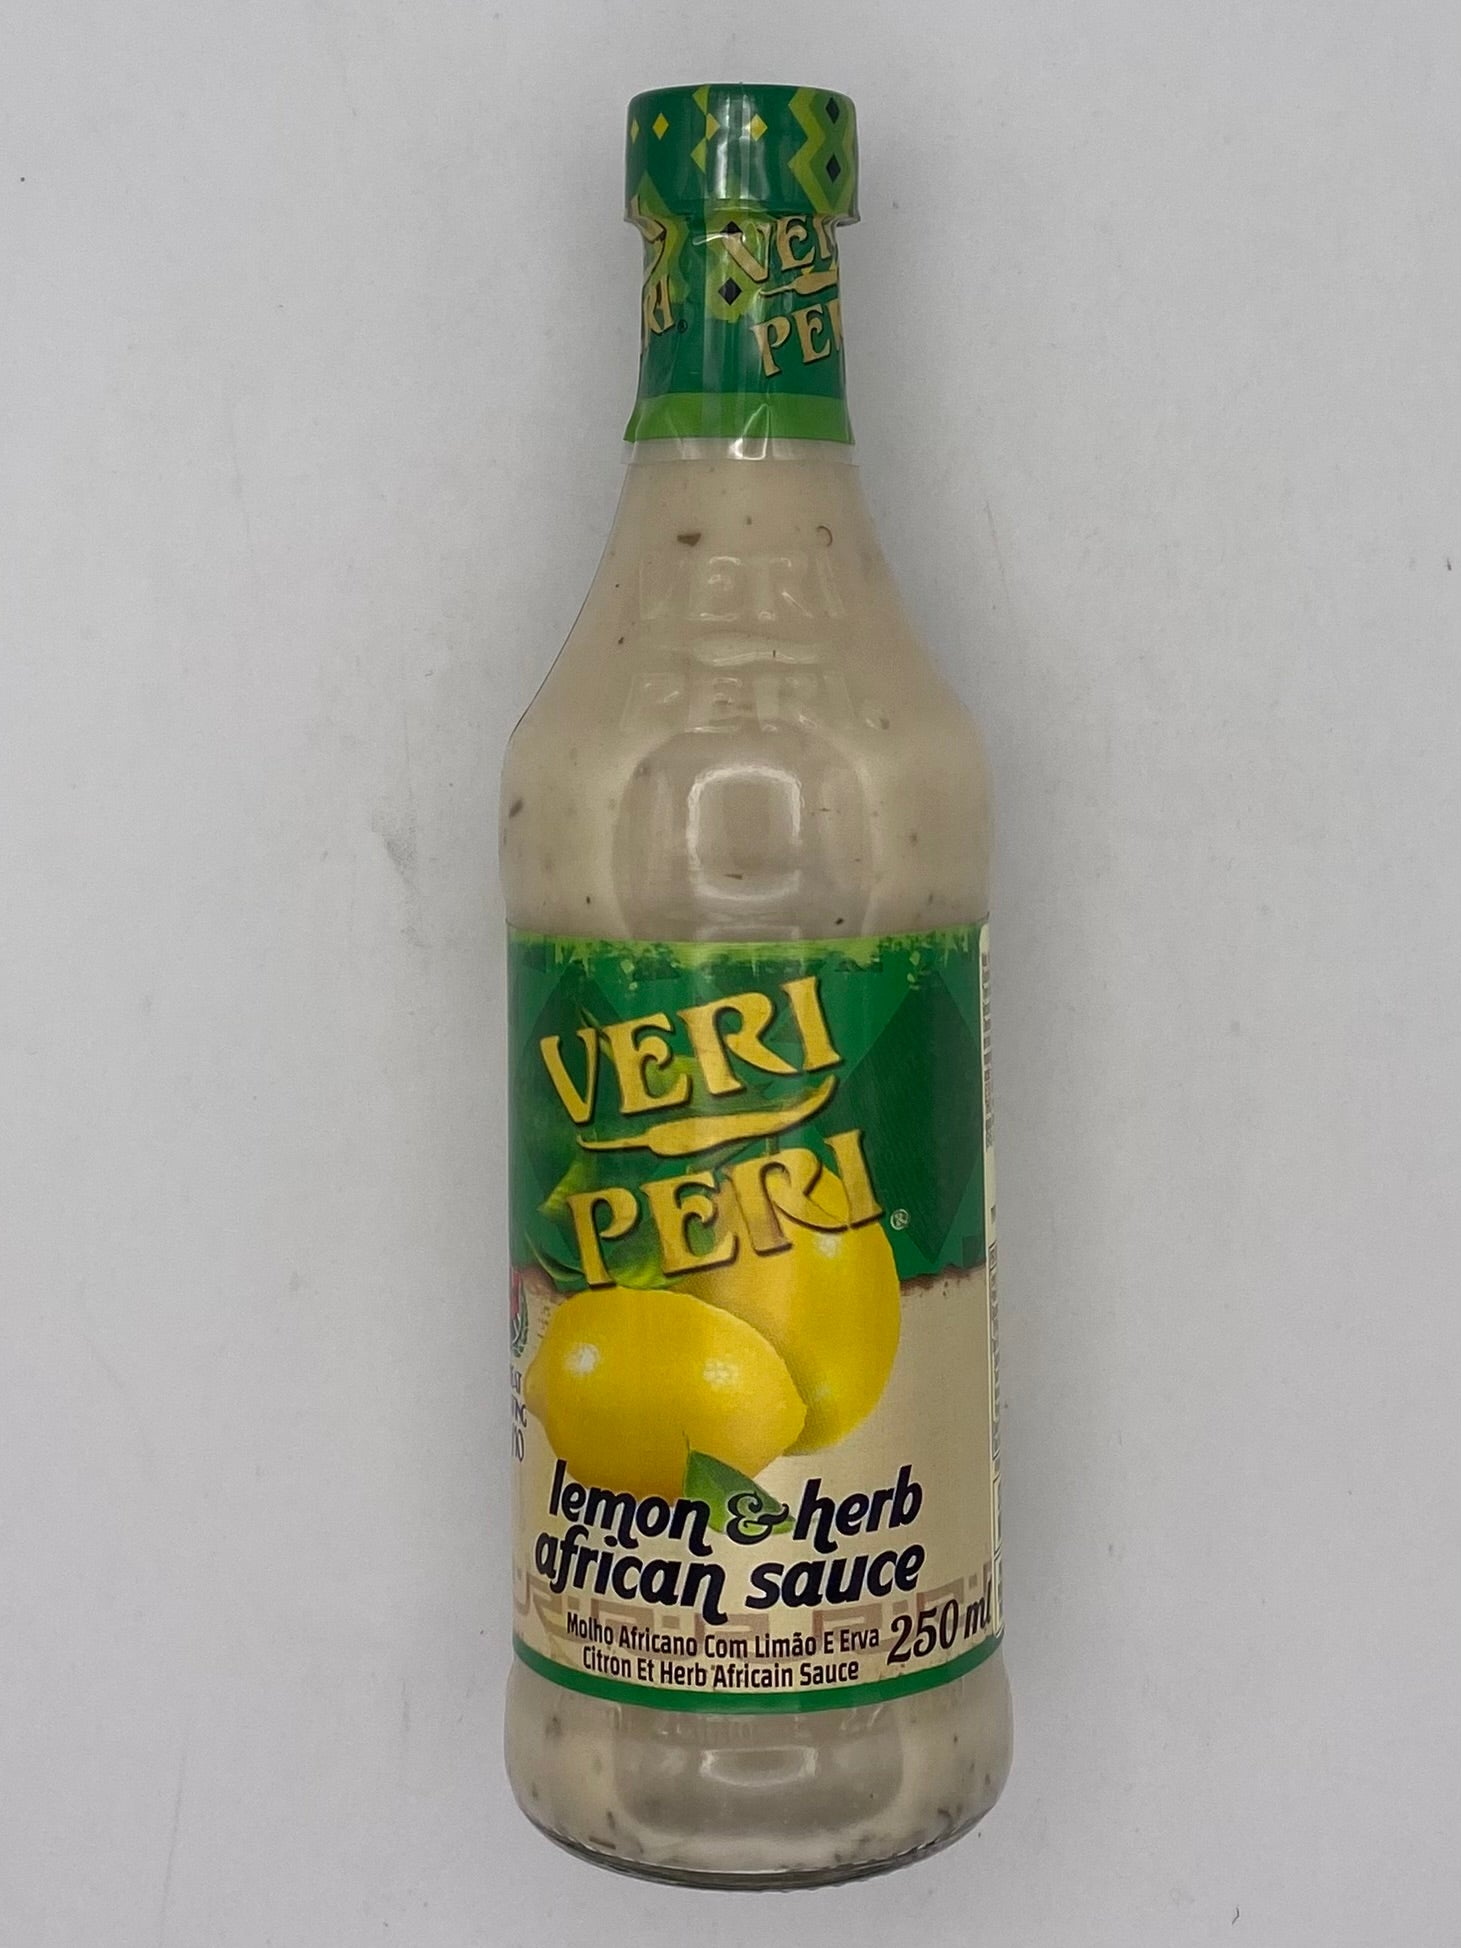 VERI
PERI
VERI
PERI
VERI
PERI®
lemon & herb
african sauce
Molho Africano Com Limão E Erva
Citron Et Herb Africain Sauce
250 ml